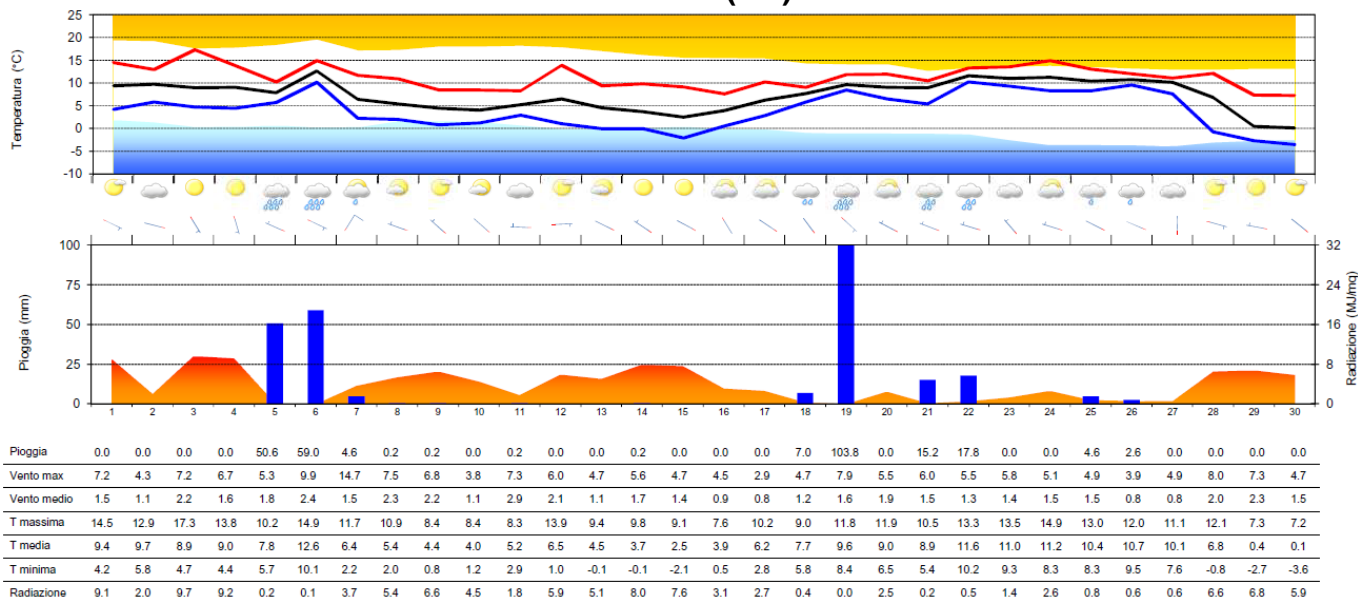 25
20
15
10
5
0
-5
-10
Temperatura (°C)
100 32
75 24
50 16
25 8
0 0
Pioggia (mm)
Radiazione (MJ/mq)
1 2 3 4 5 6 7 8 9 10 11 12 13 14 15 16 17 18 19 20 21 22 23 24 25 26 27 28 29 30
Pioggia 0.0 0.0 0.0 0.0 50.6 59.0 4.6 0.2 0.2 0.0 0.2 0.0 0.0 0.2 0.0 0.0 0.0 7.0 103.8 0.0 15.2 17.8 0.0 0.0 4.6 2.6 0.0 0.0 0.0 0.0
Vento max 7.2 4.3 7.2 6.7 5.3 9.9 14.7 7.5 6.8 3.8 7.3 6.0 4.7 5.6 4.7 4.5 2.9 4.7 7.9 5.5 6.0 5.5 5.8 5.1 4.9 3.9 4.9 8.0 7.3 4.7
Vento medio 1.5 1.1 2.2 1.6 1.8 2.4 1.5 2.3 2.2 1.1 2.9 2.1 1.1 1.7 1.4 0.9 0.8 1.2 1.6 1.9 1.5 1.3 1.4 1.5 1.5 0.8 0.8 2.0 2.3 1.5
T massima 14.5 12.9 17.3 13.8 10.2 14.9 11.7 10.9 8.4 8.4 8.3 13.9 9.4 9.8 9.1 7.6 10.2 9.0 11.8 11.9 10.5 13.3 13.5 14.9 13.0 12.0 11.1 12.1 7.3 7.2
T media 9.4 9.7 8.9 9.0 7.8 12.6 6.4 5.4 4.4 4.0 5.2 6.5 4.5 3.7 2.5 3.9 6.2 7.7 9.6 9.0 8.9 11.6 11.0 11.2 10.4 10.7 10.1 6.8 0.4 0.1
T minima 4.2 5.8 4.7 4.4 5.7 10.1 2.2 2.0 0.8 1.2 2.9 1.0 -0.1 -0.1 -2.1 0.5 2.8 5.8 8.4 6.5 5.4 10.2 9.3 8.3 8.3 9.5 7.6 -0.8 -2.7 -3.6
Radiazione 9.1 2.0 9.7 9.2 0.2 0.1 3.7 5.4 6.6 4.5 1.8 5.9 5.1 8.0 7.6 3.1 2.7 0.4 0.0 2.5 0.2 0.5 1.4 2.6 0.8 0.6 0.6 6.6 6.8 5.9